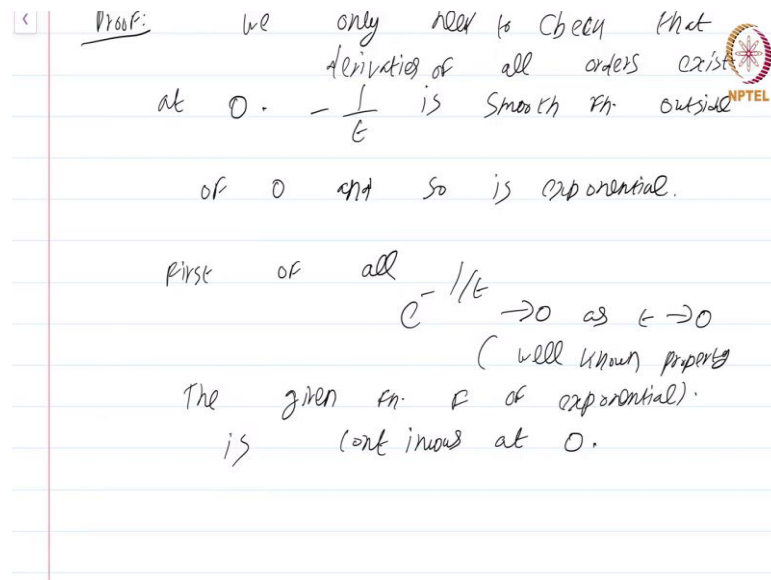 Proof: We only need to check that
derivaties of all orders exist
at 0. -1/t is smooth Fn. outside
of 0 and so is exponential.
First of all
e^{-1/t} →0 as t →0
( well known property
The given Fn. F of exponential).
is continuous at 0.
NPTEL